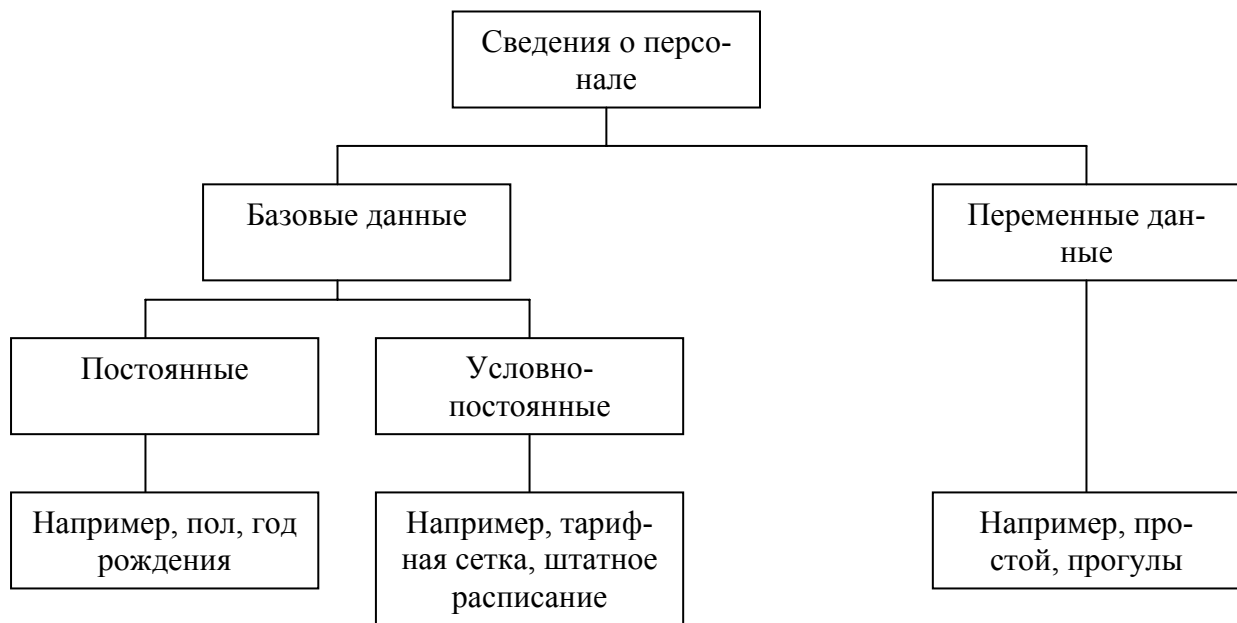 Сведения о персо-
нале
Базовые данные
Переменные дан-
ные
Постоянные
Условно-
постоянные
Например, пол, год
рождения
Например, тариф-
ная сетка, штатное
расписание
Например, про-
стой, прогулы